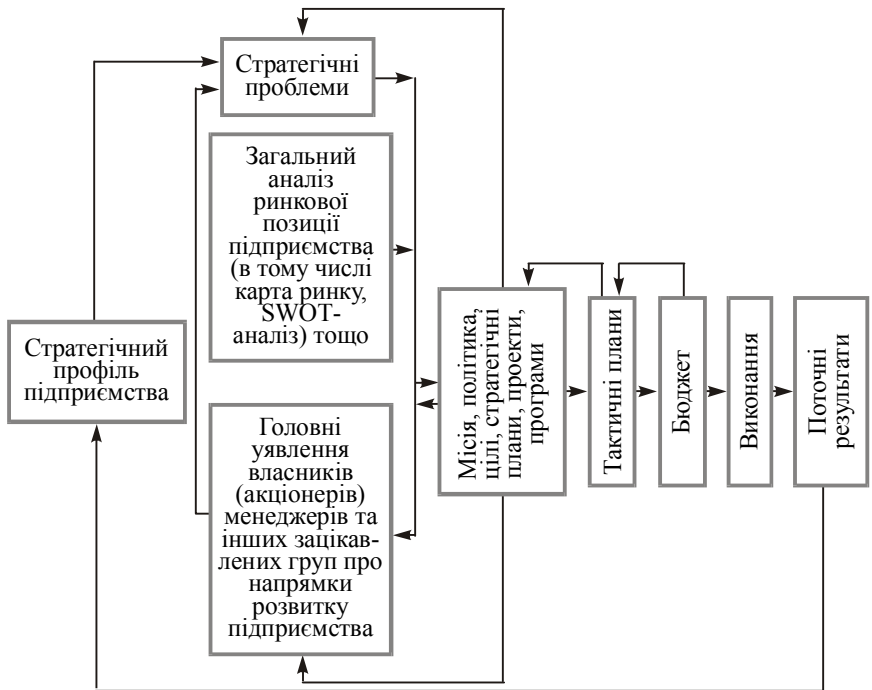 Стратегічні
проблеми
Загальний
аналіз
ринкової
позиції
підприємства
(в тому числі
карта ринку,
SWOT-
аналіз) тощо
Стратегічний
профіль
підприємства
Головні
уявлення
власників
(акціонерів)
менеджерів та
інших зацікав-
лених груп про
напрямки
розвитку
підприємства
Місія, політика,
цілі, стратегічні
плани, проекти,
програми
Тактичні плани
Бюджет
Виконання
Поточні
результати